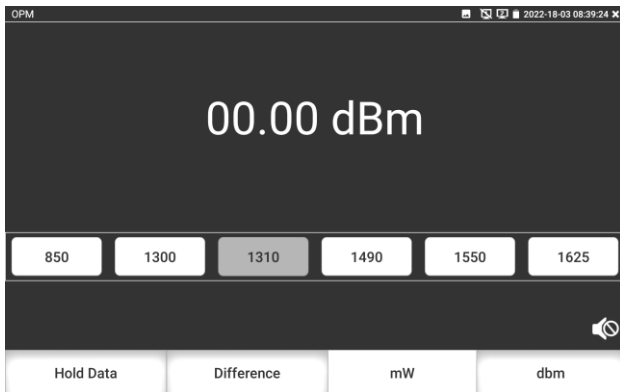 OPM 2022-18-03 08:39:24
00.00 dBm
850 1300 1310 1490 1550 1625
Hold Data Difference mW dbm